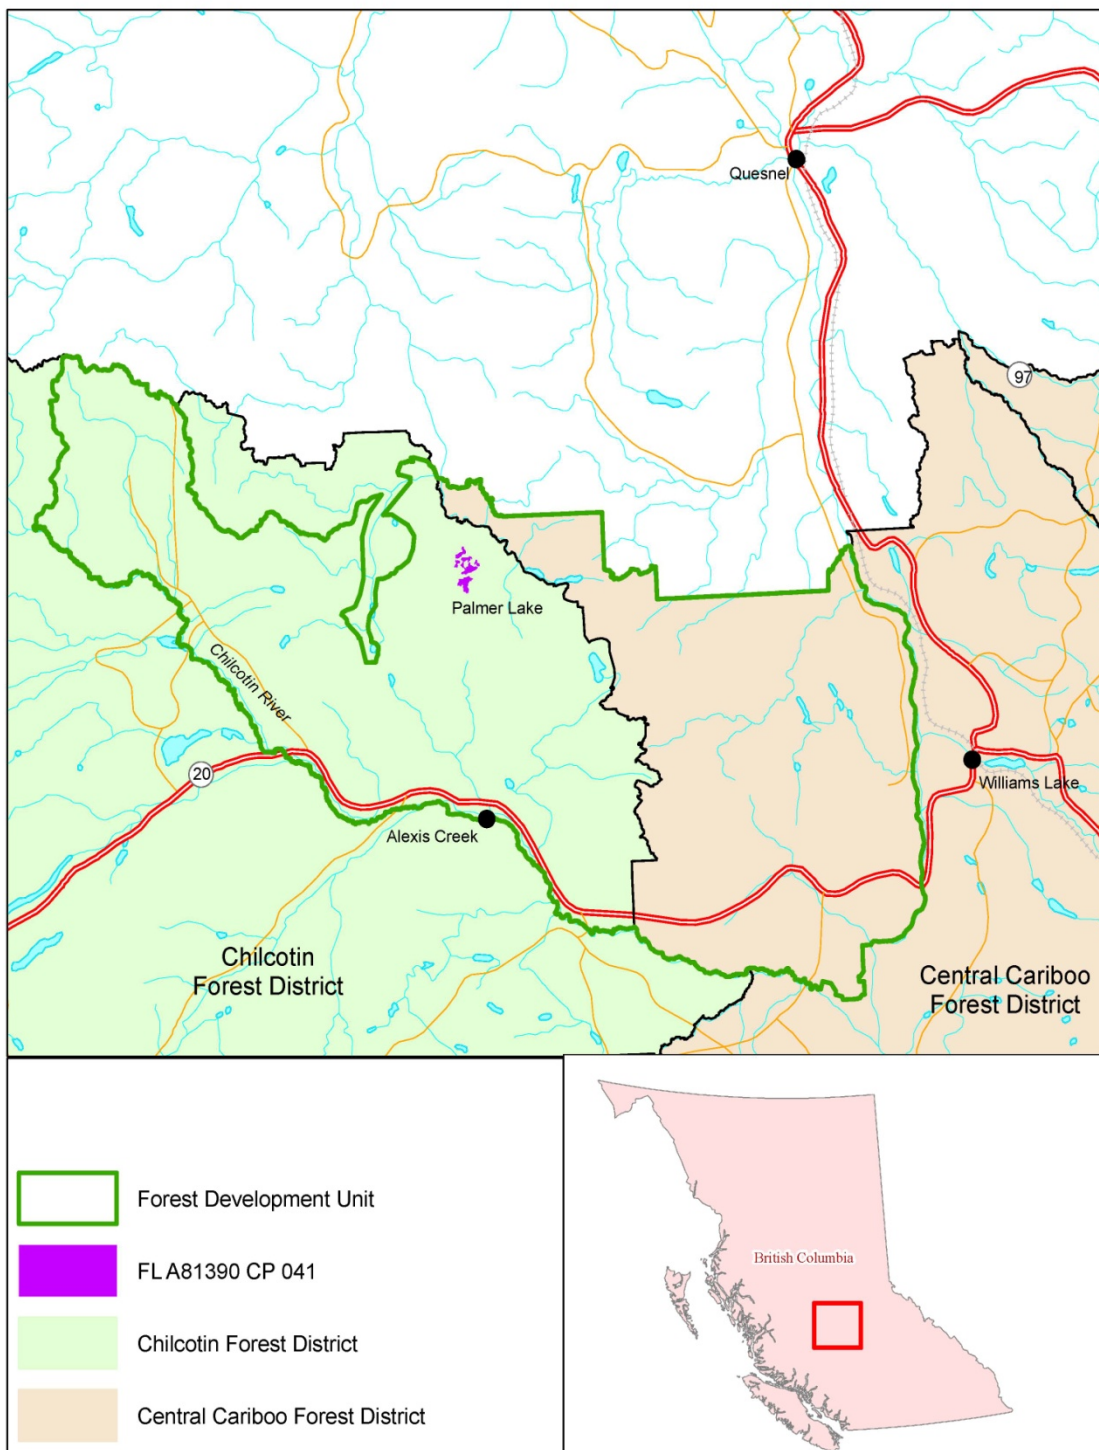 Quesnel
97
Palmer Lake
Chilcotin River
20
Williams Lake
Alexis Creek
Chilcotin
Forest District
Central Cariboo
Forest District
Forest Development Unit
FL A81390 CP 041
Chilcotin Forest District
Central Cariboo Forest District
British Columbia